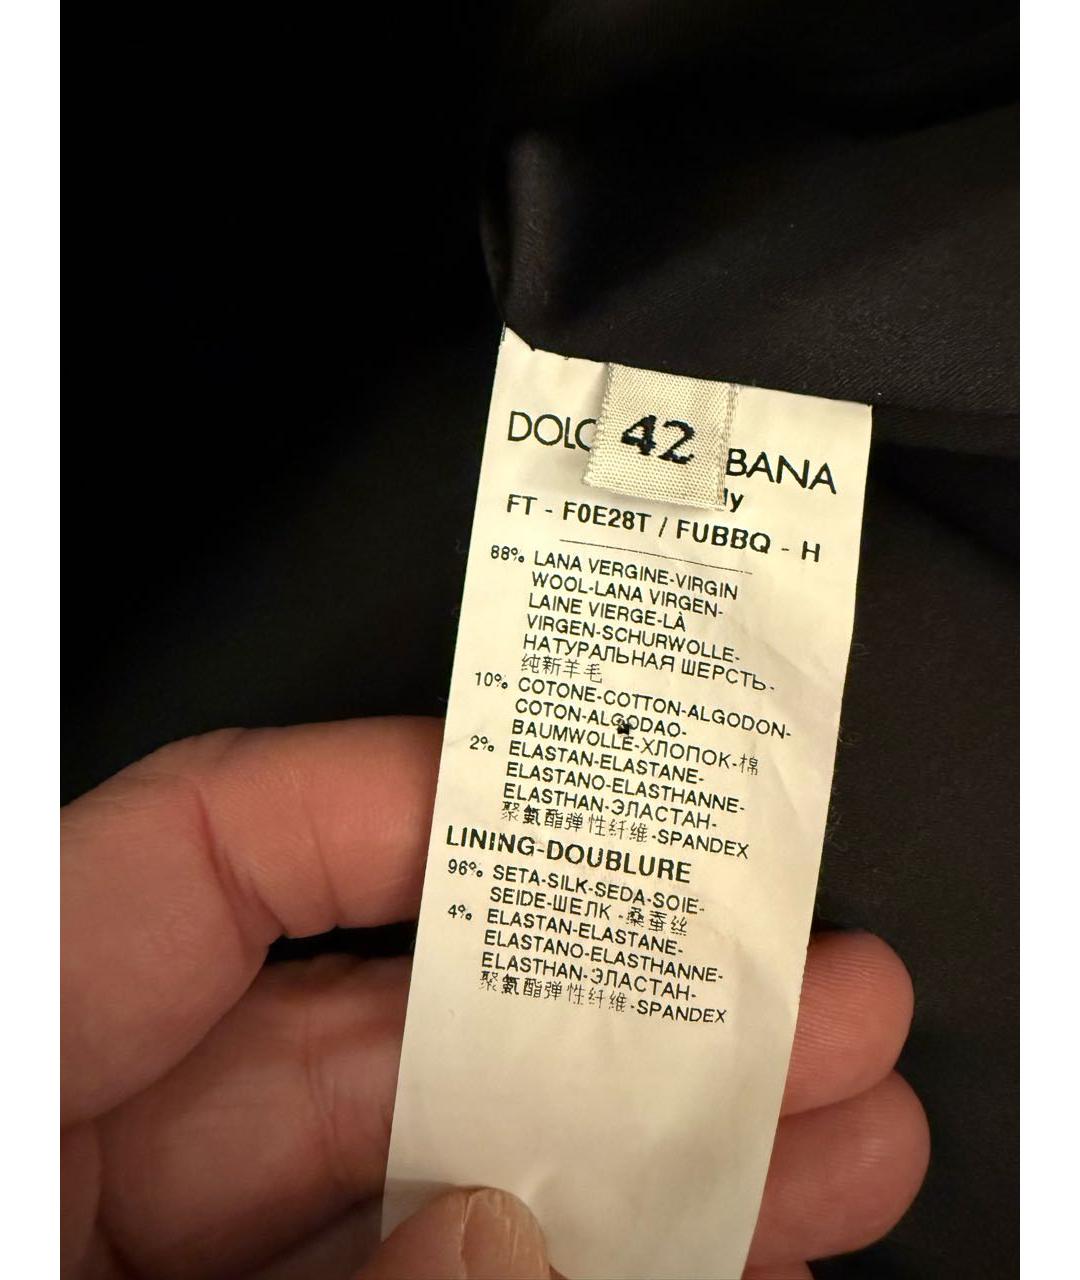 42
DOLC BBANA
ly
FT - F0E28T / FUBBQ - H
88% LANA VERGINE-VIRGIN
WOOL-LANA VIRGEN-
LAINE VIERGE-LÀ
VIRGEN-SCHURWOLLE-
НАТУРАЛЬНАЯ ШЕРСТЬ-
纯新羊毛
10% COTONE-COTTON-ALGODON-
COTON-ALGODAO-
BAUMWOLLE-ХЛОПОК-棉
2% ELASTAN-ELASTANE-
ELASTANO-ELASTHANNE-
ELASTHAN-ЭЛАСТАН-
聚氨酯弹性纤维-SPANDEX
LINING-DOUBLURE
96% SETA-SILK-SEDA-SOIE-
SEIDE-ШЕЛК -桑蚕丝
4% ELASTAN-ELASTANE-
ELASTANO-ELASTHANNE-
ELASTHAN-ЭЛАСТАН-
聚氨酯弹性纤维-SPANDEX